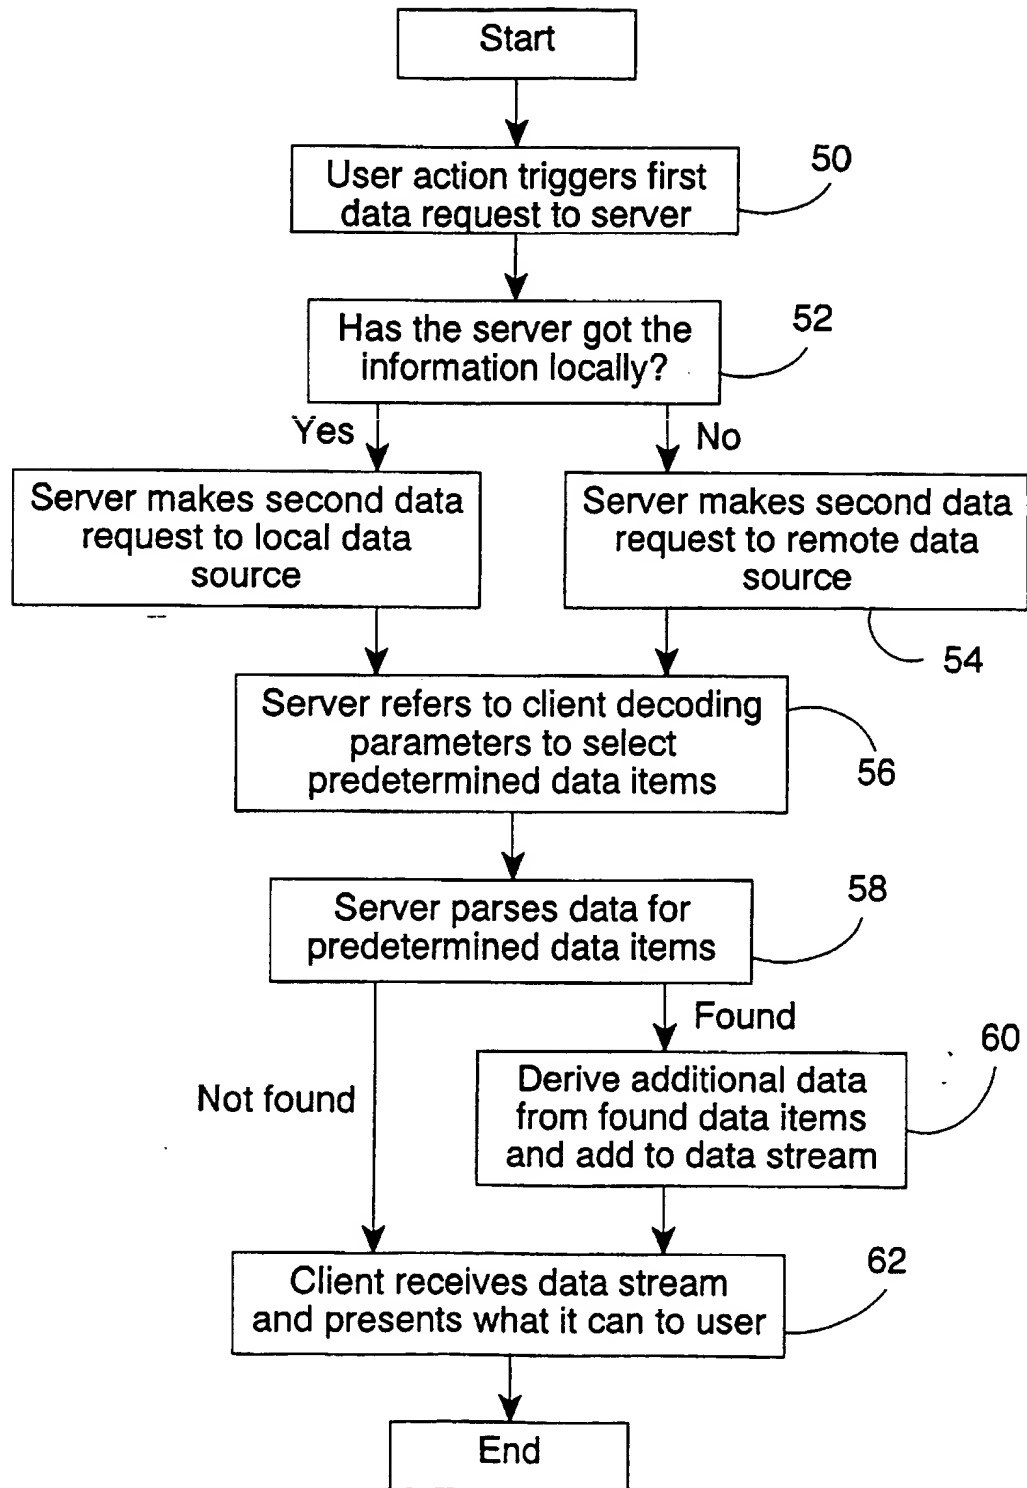 Start
User action triggers first
data request to server
50
Has the server got the
information locally?
52
Yes
No
Server makes second data
request to local data
source
Server makes second data
request to remote data
source
54
Server refers to client decoding
parameters to select
predetermined data items
56
Server parses data for
predetermined data items
58
Found
Not found
Derive additional data
from found data items
and add to data stream
60
Client receives data stream
and presents what it can to user
62
End